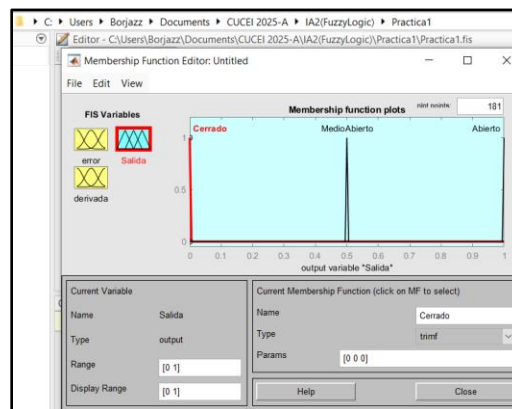 C: ▸ Users ▸ Borjazz ▸ Documents ▸ CUCEI 2025-A ▸ IA2(FuzzyLogic) ▸ Practica1
Editor - C:\Users\Borjazz\Documents\CUCEI 2025-A\IA2(FuzzyLogic)\Practica1\Practica1.fis
Membership Function Editor: Untitled
File Edit View
FIS Variables
Membership function plots
181
error
Salida
derivada
Cerrado
MedioAbierto
Abierto
1
0.5
0
0 0.1 0.2 0.3 0.4 0.5 0.6 0.7 0.8 0.9 1
output variable "Salida"
Current Variable
Name Salida
Type output
Range [0 1]
Display Range [0 1]
Current Membership Function (click on MF to select)
Name Cerrado
Type trimf
Params [0 0 0]
Help
Close